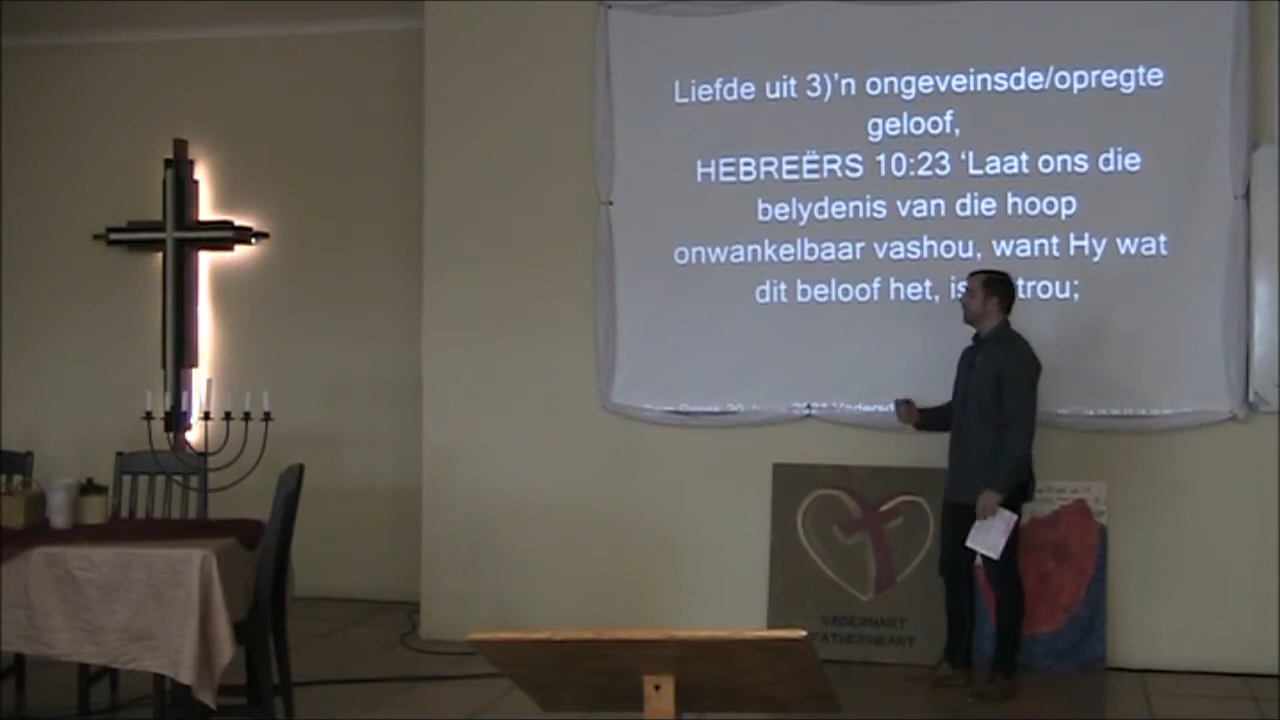 Liefde uit 3)’n ongeveinsde/opregte
geloof,
HEBREËRS 10:23 ‘Laat ons die
belydenis van die hoop
onwankelbaar vashou, want Hy wat
dit beloof het, is trou;
VADERHART
FATHERHEART